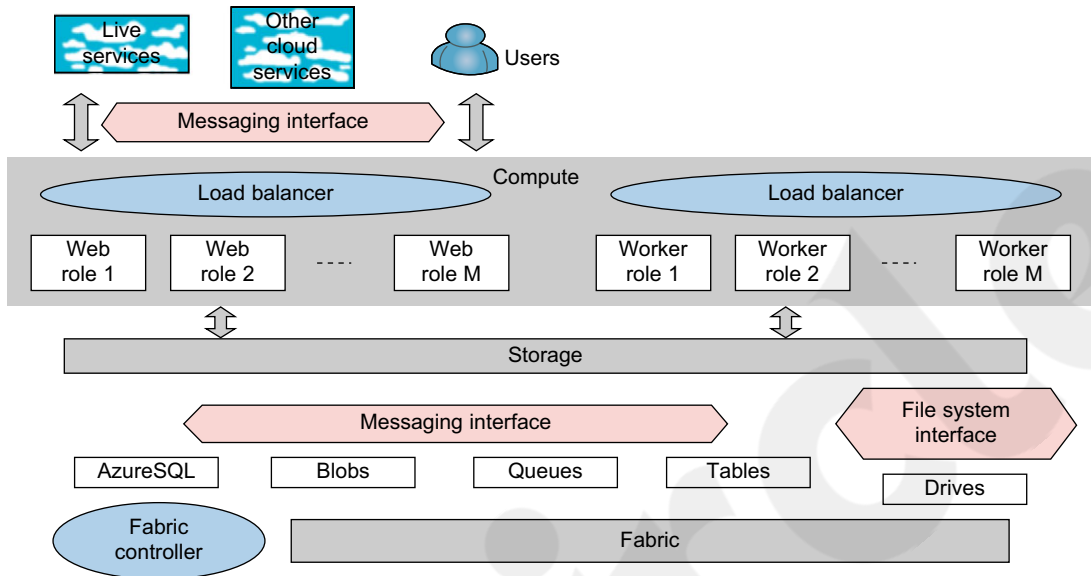 Live
services
Other
cloud
services
Users
Messaging interface
Compute
Load balancer
Load balancer
Web
role 1
Web
role 2
----
Web
role M
Worker
role 1
Worker
role 2
----
Worker
role M
Storage
Messaging interface
File system
interface
AzureSQL
Blobs
Queues
Tables
Drives
Fabric
controller
Fabric